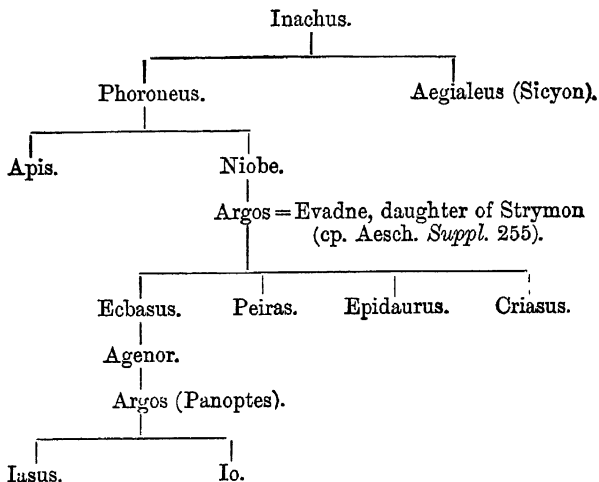 Inachus.
Phoroneus. Aegialeus (Sicyon).
Apis. Niobe.
Argos = Evadne, daughter of Strymon
(cp. Aesch. Suppl. 255).
Ecbasus. Peiras. Epidaurus. Criasus.
Agenor.
Argos (Panoptes).
Iasus. Io.